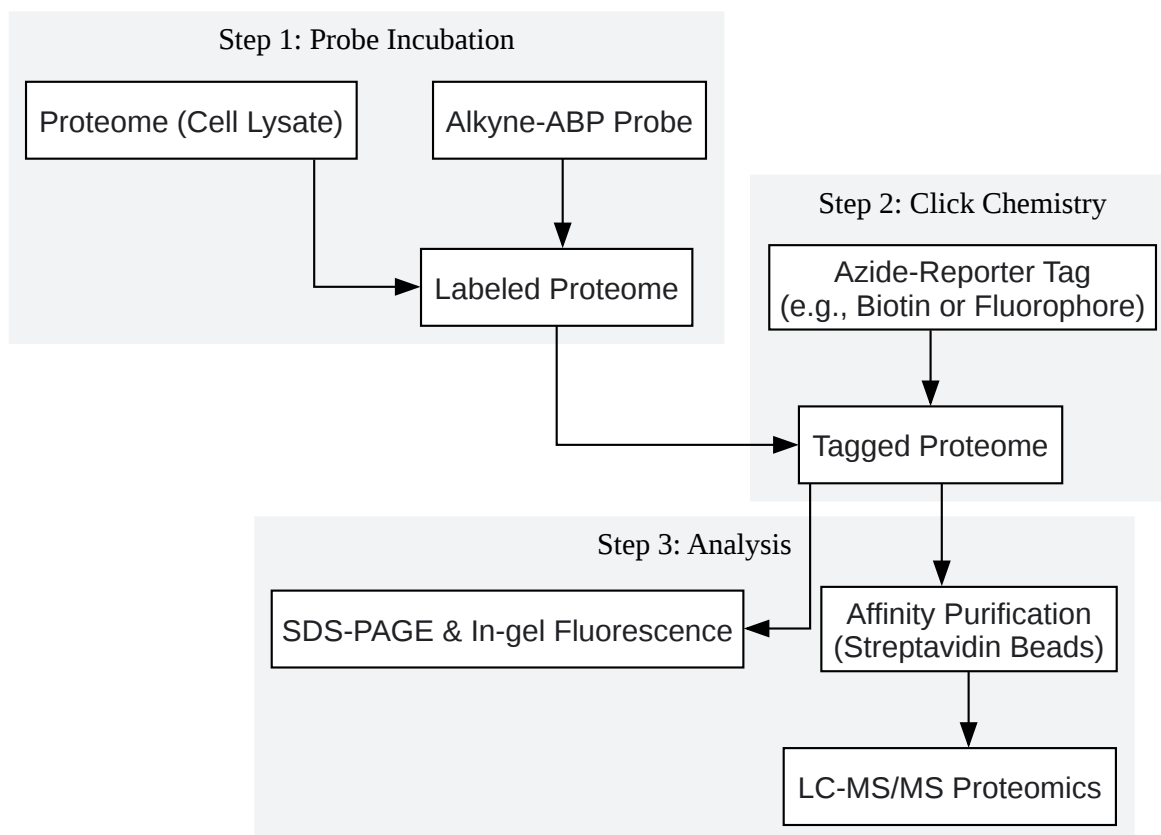 Step 1: Probe Incubation
Proteome (Cell Lysate)
Alkyne-ABP Probe
Labeled Proteome
Step 2: Click Chemistry
Azide-Reporter Tag
(e.g., Biotin or Fluorophore)
Tagged Proteome
Step 3: Analysis
SDS-PAGE & In-gel Fluorescence
Affinity Purification
(Streptavidin Beads)
LC-MS/MS Proteomics